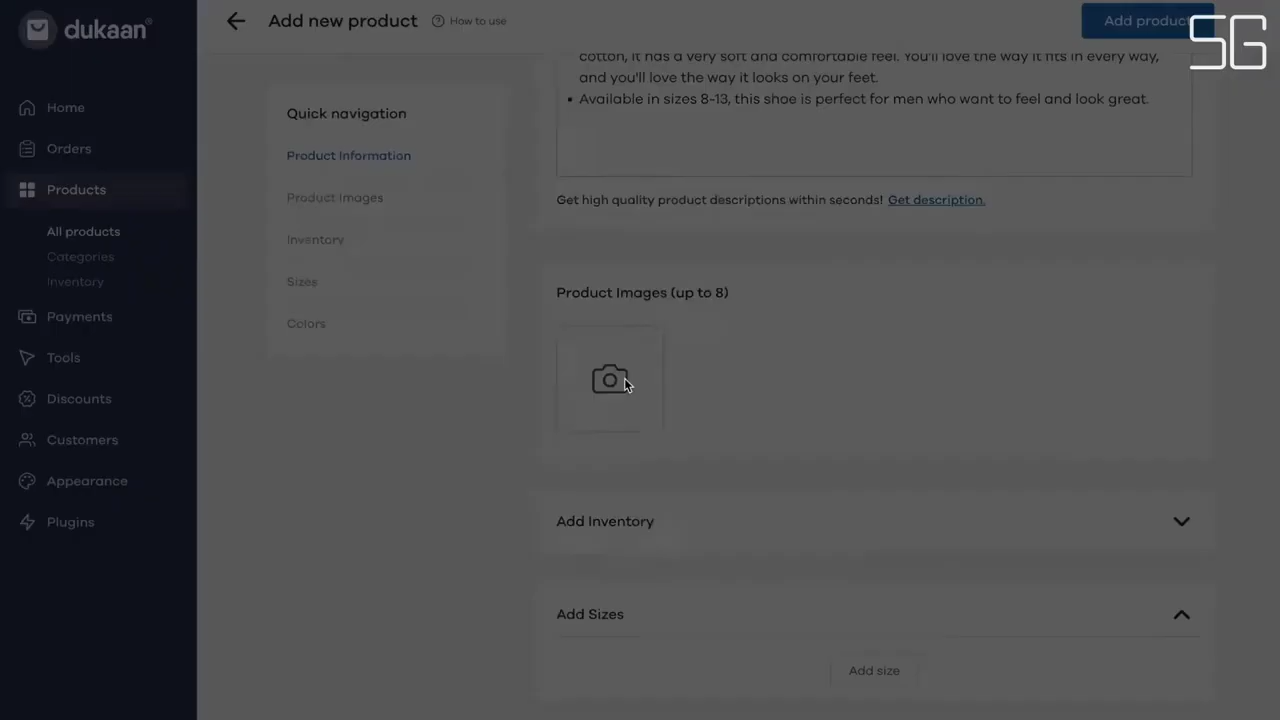 dukaan®
Add new product
How to use
Add product
SG
Home
Orders
Products
All products
Categories
Inventory
Payments
Tools
Discounts
Customers
Appearance
Plugins
Quick navigation
Product Information
Product Images
Inventory
Sizes
Colors
cotton, it has a very soft and comfortable feel. You'll love the way it fits in every way,
and you'll love the way it looks on your feet.
▪ Available in sizes 8-13, this shoe is perfect for men who want to feel and look great.
Get high quality product descriptions within seconds! Get description.
Product Images (up to 8)
Add Inventory
Add Sizes
Add size